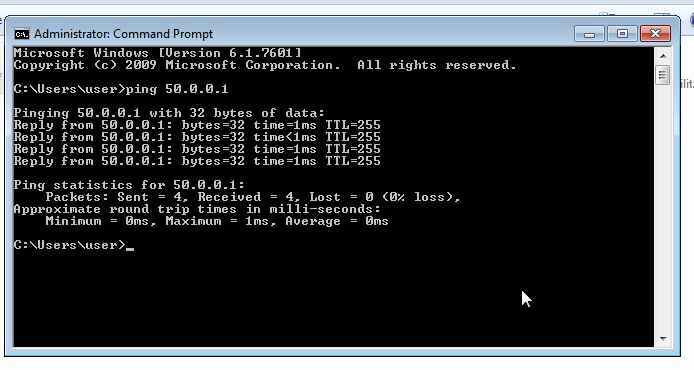 Administrator: Command Prompt
Microsoft Windows [Version 6.1.7601]
Copyright (c) 2009 Microsoft Corporation.  All rights reserved.
C:\Users\user>ping 50.0.0.1
Pinging 50.0.0.1 with 32 bytes of data:
Reply from 50.0.0.1: bytes=32 time=1ms TTL=255
Reply from 50.0.0.1: bytes=32 time<1ms TTL=255
Reply from 50.0.0.1: bytes=32 time=1ms TTL=255
Reply from 50.0.0.1: bytes=32 time=1ms TTL=255
Ping statistics for 50.0.0.1:
    Packets: Sent = 4, Received = 4, Lost = 0 (0% loss),
Approximate round trip times in milli-seconds:
    Minimum = 0ms, Maximum = 1ms, Average = 0ms
C:\Users\user>_